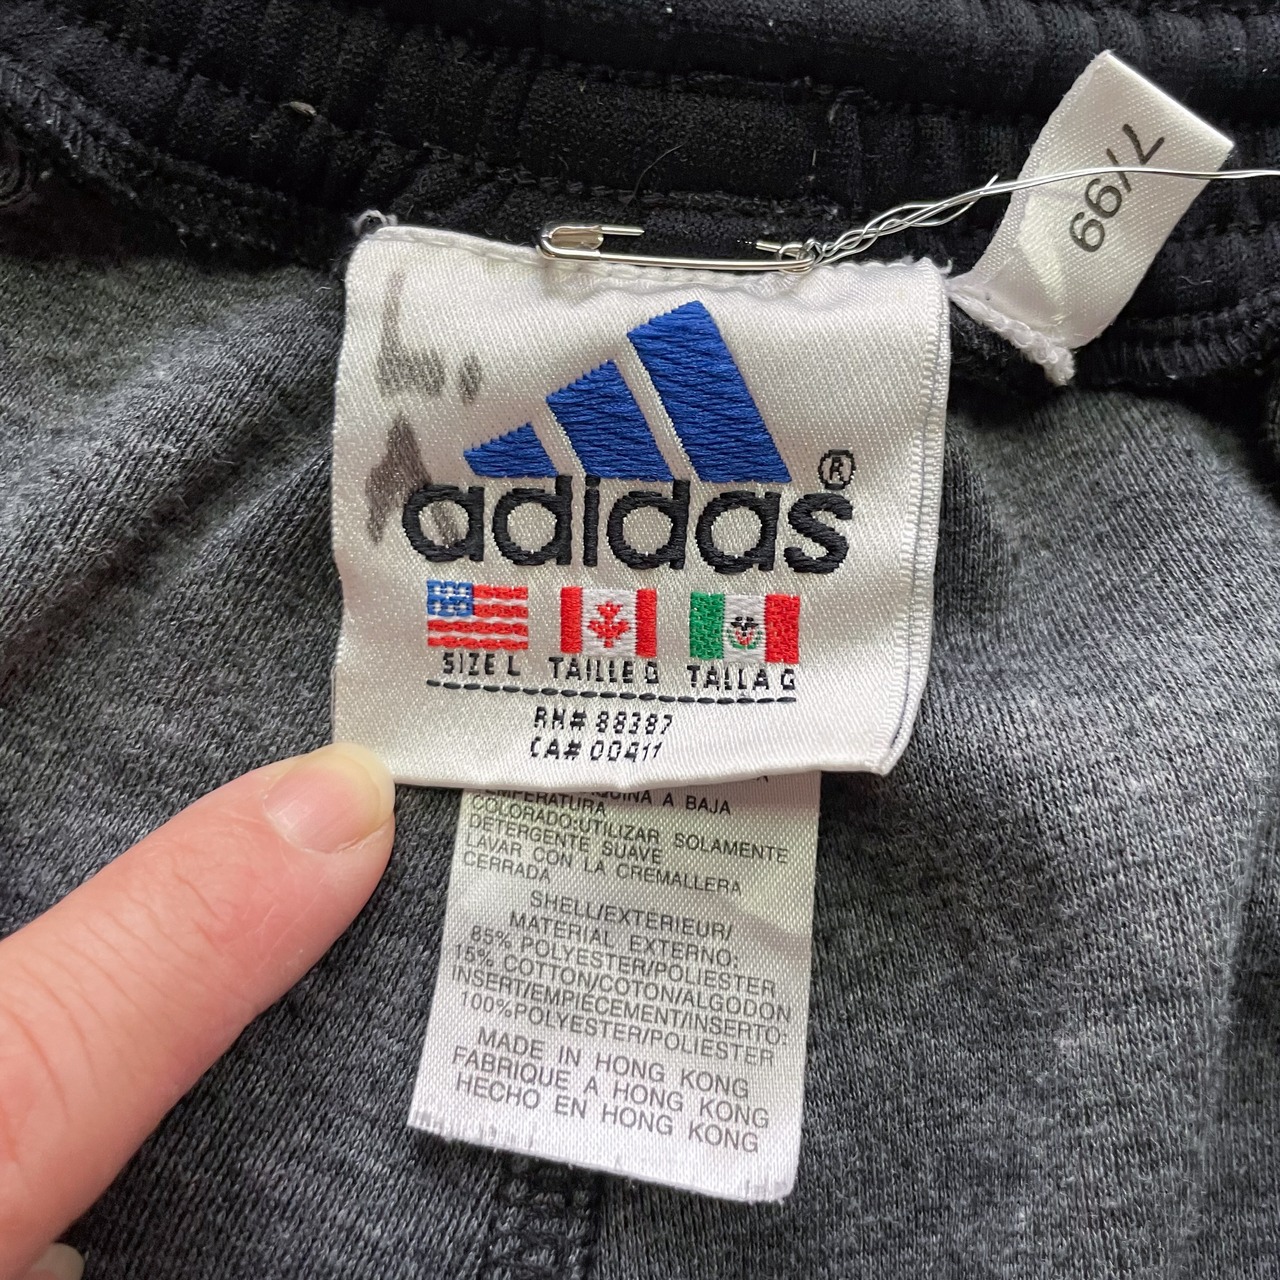 7/99
adidas®
SIZE L TAILLE G TALLA G
RN# 88387
CA# 00411
A BAJA
TEMPERATURA
COLORADO:UTILIZAR SOLAMENTE
DETERGENTE SUAVE
LAVAR CON LA CREMALLERA
CERRADA
SHELL/EXTERIEUR/
MATERIAL EXTERNO:
85% POLYESTER/POLIESTER
15% COTTON/COTON/ALGODON
INSERT/EMPIECEMENT/INSERTO:
100%POLYESTER/POLIESTER
MADE IN HONG KONG
FABRIQUE A HONG KONG
HECHO EN HONG KONG